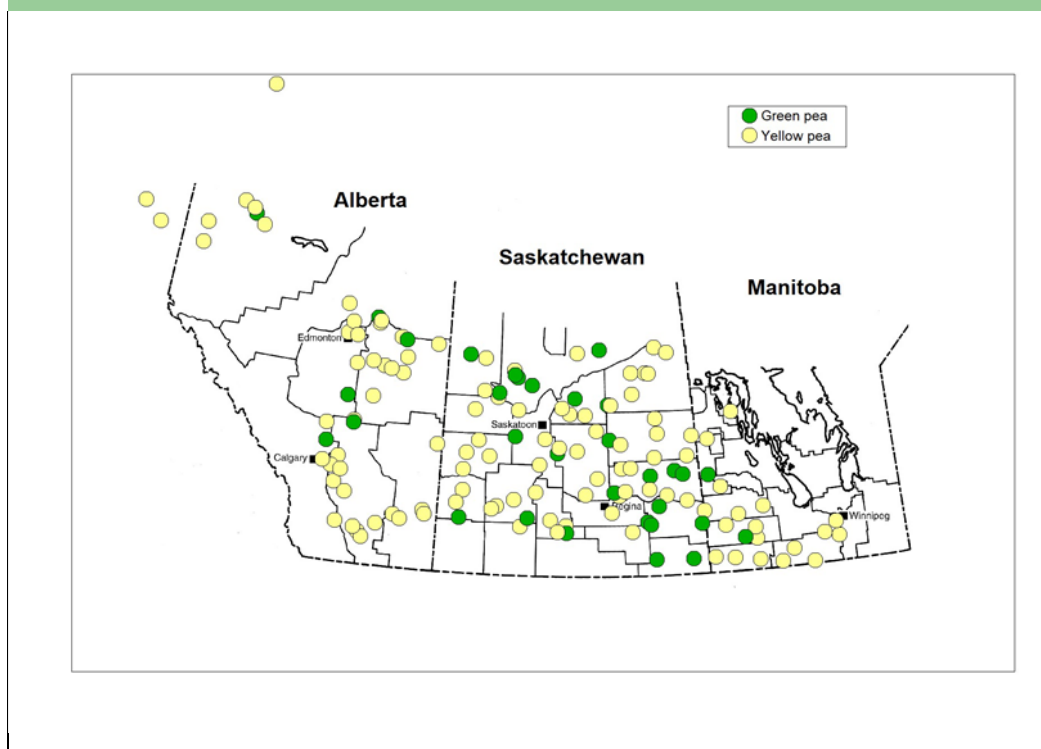 Green pea
Yellow pea
Alberta
Saskatchewan
Manitoba
Edmonton
Saskatoon
Calgary
Regina
Winnipeg